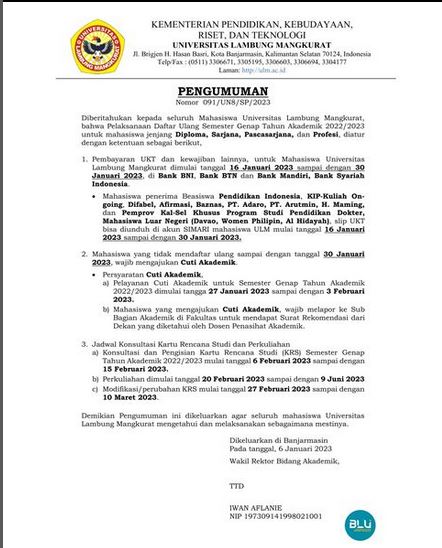 KEMENTERIAN PENDIDIKAN, KEBUDAYAAN,
RISET, DAN TEKNOLOGI
UNIVERSITAS LAMBUNG MANGKURAT
Jl. Brigjen H. Hasan Basri, Kota Banjarmasin, Kalimantan Selatan 70124, Indonesia
Telp/Fax : (0511) 3306671, 3305195, 3306603, 3306694, 3304177
Laman: http://ulm.ac.id
PENGUMUMAN
Nomor 091/UN8/SP/2023
Diberitahukan kepada seluruh Mahasiswa Universitas Lambung Mangkurat,
bahwa Pelaksanaan Daftar Ulang Semester Genap Tahun Akademik 2022/2023
untuk mahasiswa jenjang Diploma, Sarjana, Pascasarjana, dan Profesi, diatur
dengan ketentuan sebagai berikut,
1. Pembayaran UKT dan kewajiban lainnya, untuk Mahasiswa Universitas
Lambung Mangkurat dimulai tanggal 16 Januari 2023 sampai dengan 30
Januari 2023, di Bank BNI, Bank BTN dan Bank Mandiri, Bank Syariah
Indonesia.
• Mahasiswa penerima Beasiswa Pendidikan Indonesia, KIP-Kuliah On-
going, Difabel, Afirmasi, Baznas, PT. Adaro, PT. Arutmin, H. Maming,
dan Pemprov Kal-Sel Khusus Program Studi Pendidikan Dokter,
Mahasiswa Luar Negeri (Davao, Women Philipin, Al Hidayah), slip UKT
bisa diunduh di akun SIMARI mahasiswa ULM mulai tanggal 16 Januari
2023 sampai dengan 30 Januari 2023.
2. Mahasiswa yang tidak mendaftar ulang sampai dengan tanggal 30 Januari
2023, wajib mengajukan Cuti Akademik.
• Persyaratan Cuti Akademik,
a) Pelayanan Cuti Akademik untuk Semester Genap Tahun Akademik
2022/2023 dimulai tangga 27 Januari 2023 sampai dengan 3 Februari
2023.
b) Mahasiswa yang mengajukan Cuti Akademik, wajib melapor ke Sub
Bagian Akademik di Fakultas untuk mendapat Surat Rekomendasi dari
Dekan yang diketahui oleh Dosen Penasihat Akademik.
3. Jadwal Konsultasi Kartu Rencana Studi dan Perkuliahan
a) Konsultasi dan Pengisian Kartu Rencana Studi (KRS) Semester Genap
Tahun Akademik 2022/2023 mulai tanggal 6 Februari 2023 sampai dengan
15 Februari 2023.
b) Perkuliahan dimulai tanggal 20 Februari 2023 sampai dengan 9 Juni 2023
c) Modifikasi/perubahan KRS mulai tanggal 27 Februari 2023 sampai dengan
10 Maret 2023.
Demikian Pengumuman ini dikeluarkan agar seluruh mahasiswa Universitas
Lambung Mangkurat mengetahui dan melaksanakan sebagaimana mestinya.
Dikeluarkan di Banjarmasin
Pada tanggal, 6 Januari 2023
Wakil Rektor Bidang Akademik,
TTD
IWAN AFLANIE
NIP 197309141998021001
BLU